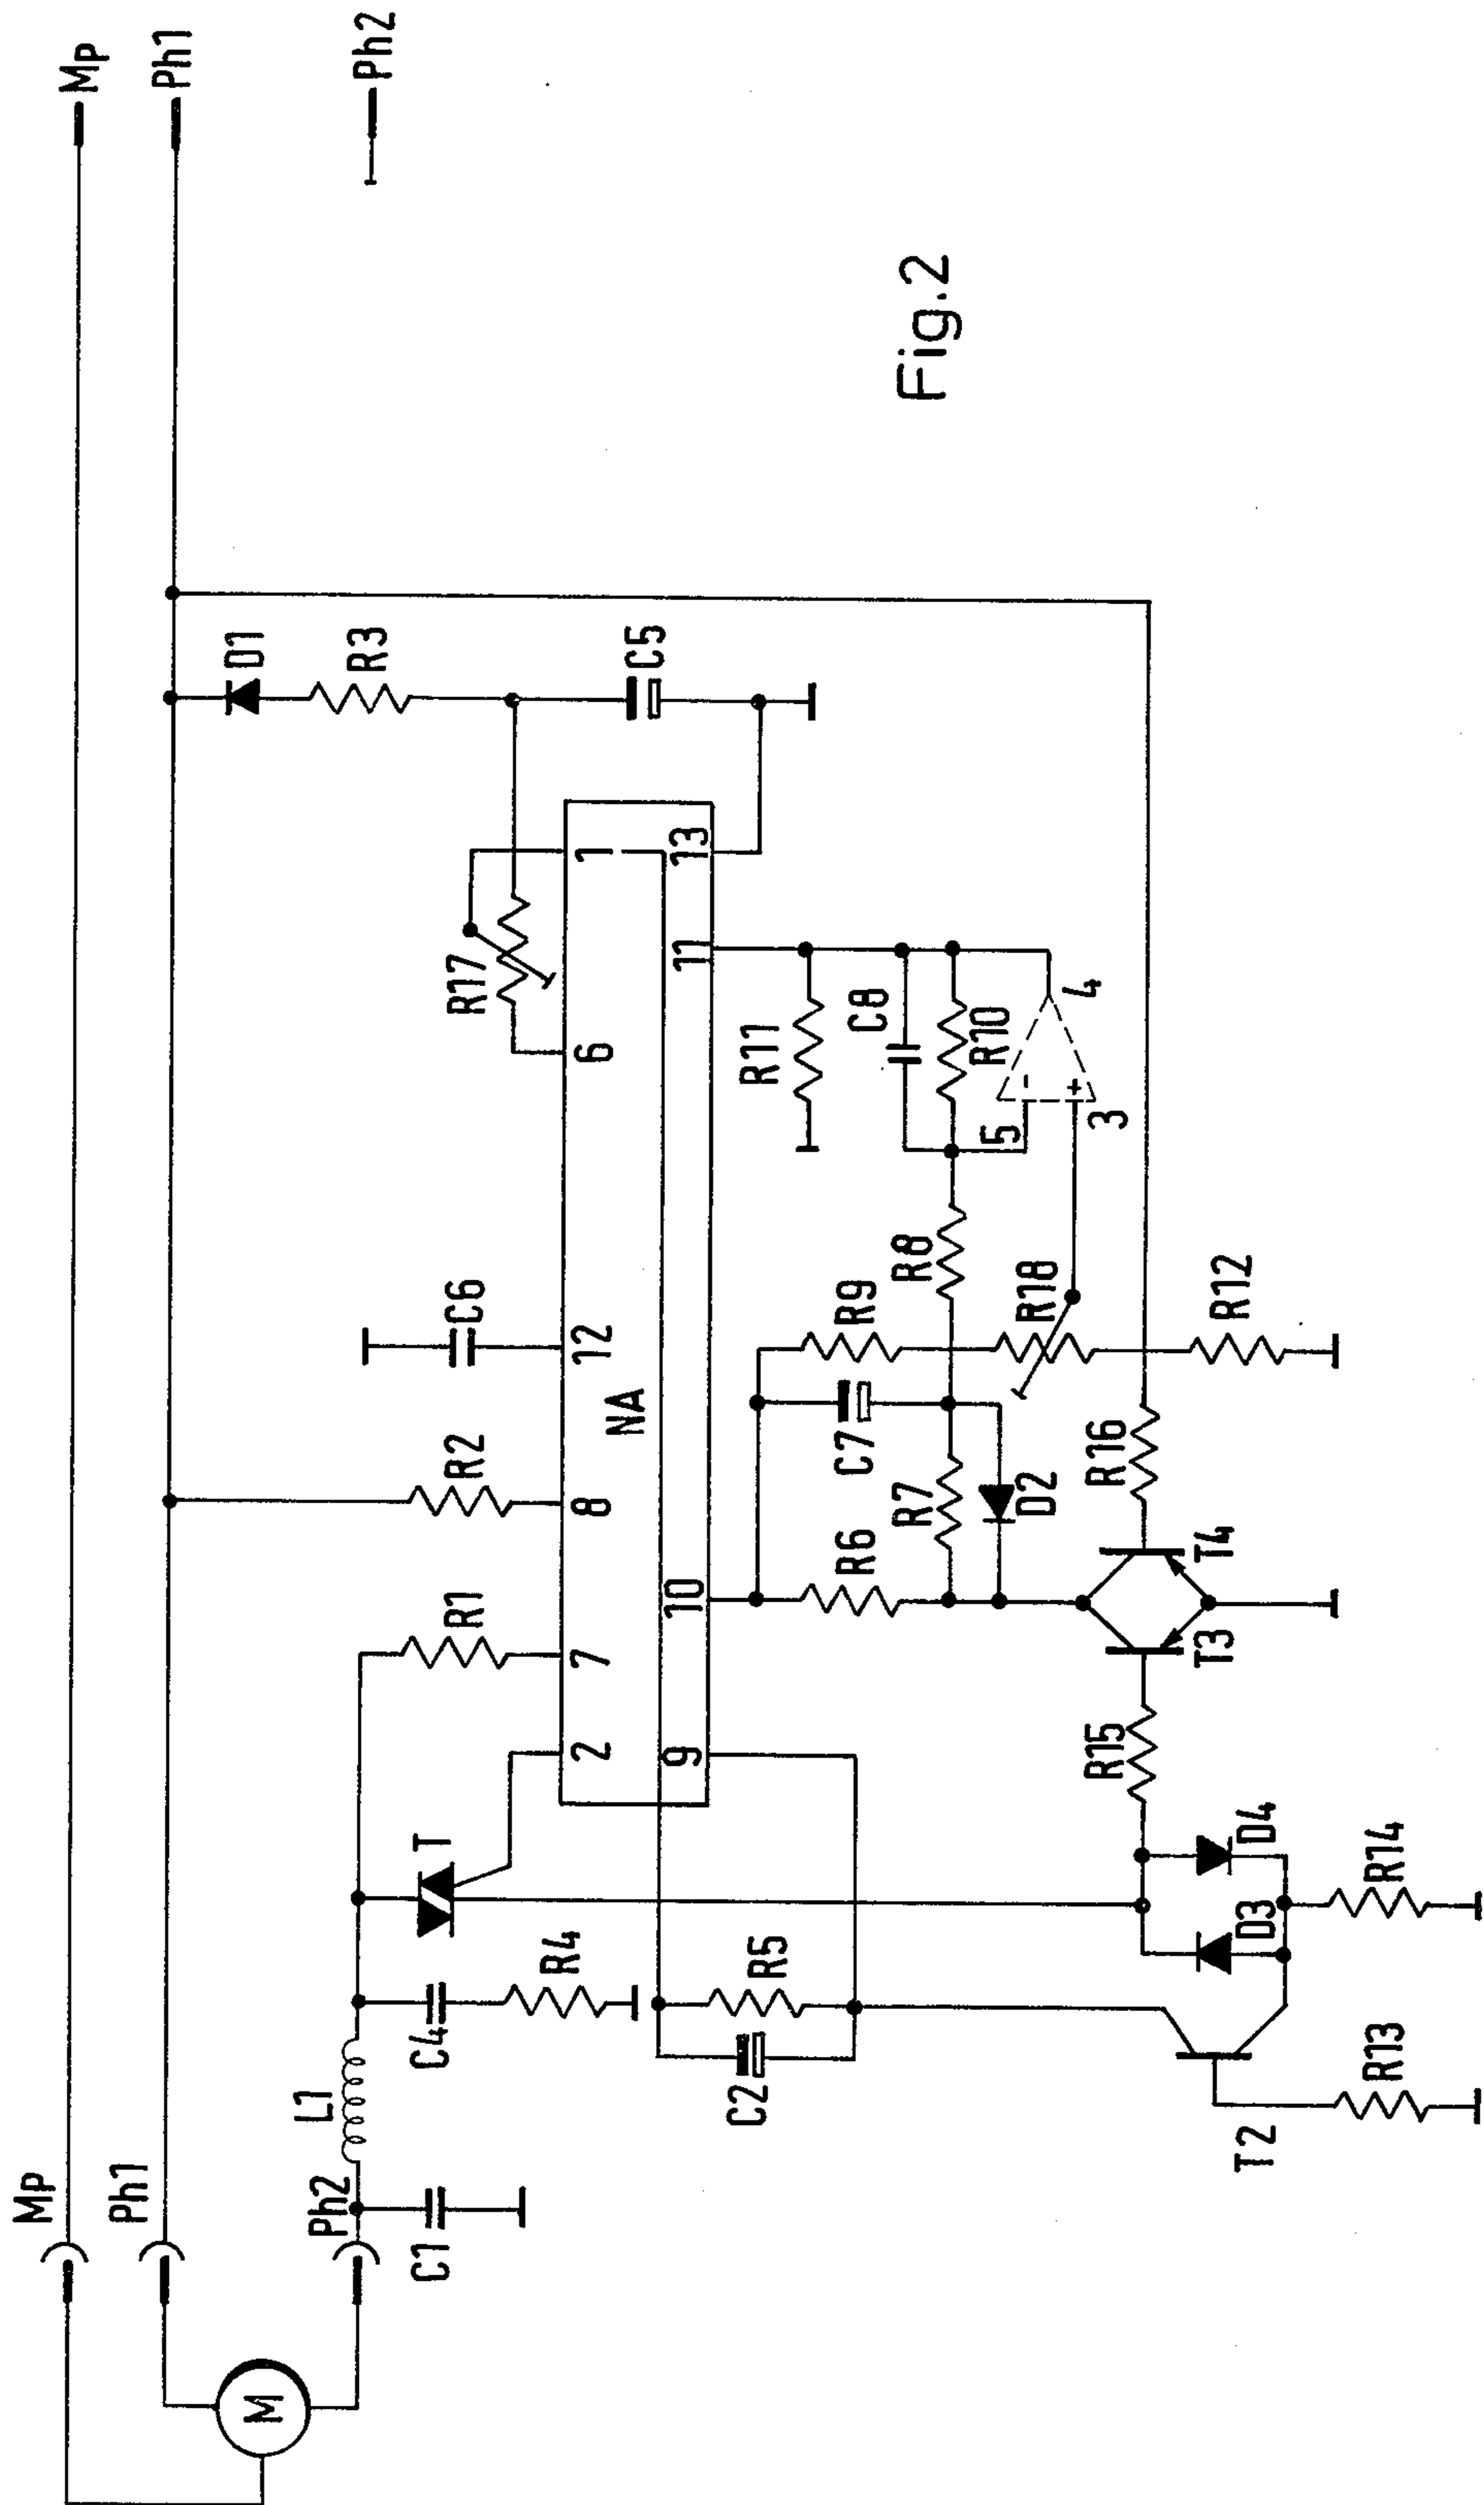 Mp
Ph1
Ph2
Mp
Ph1
Ph2
M
L1
C1
C4
R4
T
R1
R2
C6
R17
D1
R3
C5
2
7
8
12
6
1
NA
9
10
11
13
C2
R5
R6
C7
R9
R8
R7
D2
R18
R12
R11
C8
R10
5
-
+
3
4
T2
R13
D3
D4
R14
R15
T3
T4
R16
Fig.2